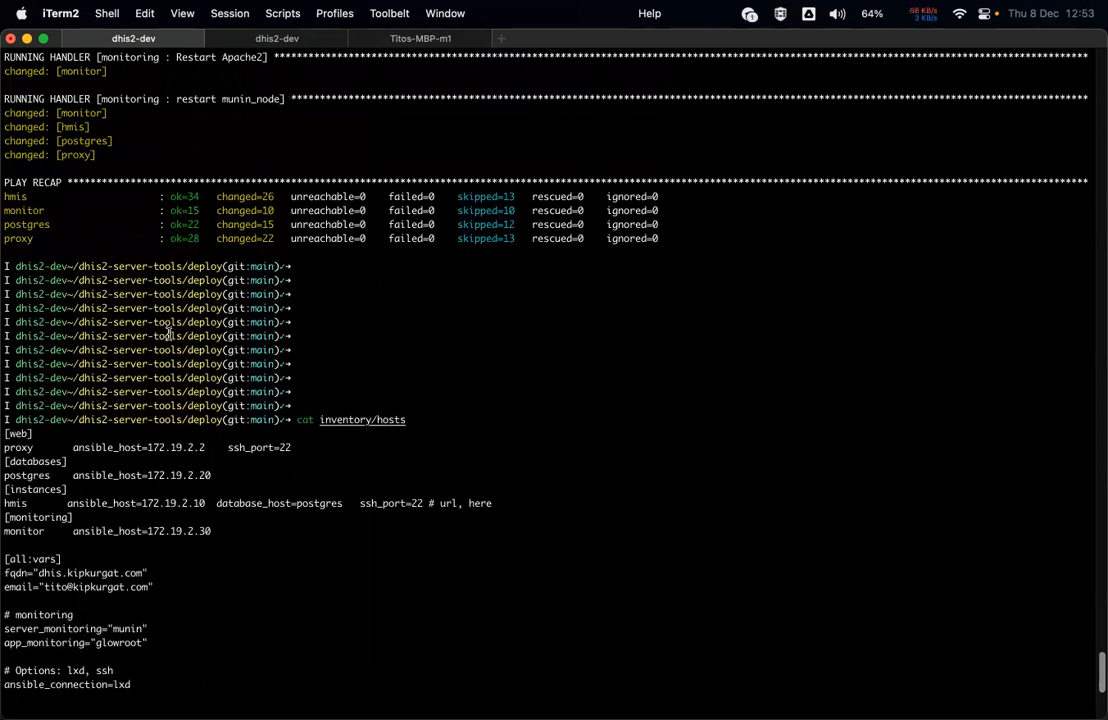 iTerm2 Shell Edit View Session Scripts Profiles Toolbelt Window Help 64% 86 KB/s 3 KB/s Thu 8 Dec 12:53
dhis2-dev dhis2-dev Titos-MBP-m1
RUNNING HANDLER [monitoring : Restart Apache2] ****************************************************************
changed: [monitor]
RUNNING HANDLER [monitoring : restart munin_node] ****************************************************************
changed: [monitor]
changed: [hmis]
changed: [postgres]
changed: [proxy]
PLAY RECAP ****************************************************************
hmis : ok=34 changed=26 unreachable=0 failed=0 skipped=13 rescued=0 ignored=0
monitor : ok=15 changed=10 unreachable=0 failed=0 skipped=10 rescued=0 ignored=0
postgres : ok=22 changed=15 unreachable=0 failed=0 skipped=12 rescued=0 ignored=0
proxy : ok=28 changed=22 unreachable=0 failed=0 skipped=13 rescued=0 ignored=0
I dhis2-dev~/dhis2-server-tools/deploy(git:main)✓→
I dhis2-dev~/dhis2-server-tools/deploy(git:main)✓→
I dhis2-dev~/dhis2-server-tools/deploy(git:main)✓→
I dhis2-dev~/dhis2-server-tools/deploy(git:main)✓→
I dhis2-dev~/dhis2-server-tools/deploy(git:main)✓→
I dhis2-dev~/dhis2-server-tools/deploy(git:main)✓→
I dhis2-dev~/dhis2-server-tools/deploy(git:main)✓→
I dhis2-dev~/dhis2-server-tools/deploy(git:main)✓→
I dhis2-dev~/dhis2-server-tools/deploy(git:main)✓→
I dhis2-dev~/dhis2-server-tools/deploy(git:main)✓→
I dhis2-dev~/dhis2-server-tools/deploy(git:main)✓→
I dhis2-dev~/dhis2-server-tools/deploy(git:main)✓→ cat inventory/hosts
[web]
proxy ansible_host=172.19.2.2 ssh_port=22
[databases]
postgres ansible_host=172.19.2.20
[instances]
hmis ansible_host=172.19.2.10 database_host=postgres ssh_port=22 # url, here
[monitoring]
monitor ansible_host=172.19.2.30
[all:vars]
fqdn="dhis.kipkurgat.com"
email="tito@kipkurgat.com"
# monitoring
server_monitoring="munin"
app_monitoring="glowroot"
# Options: lxd, ssh
ansible_connection=lxd